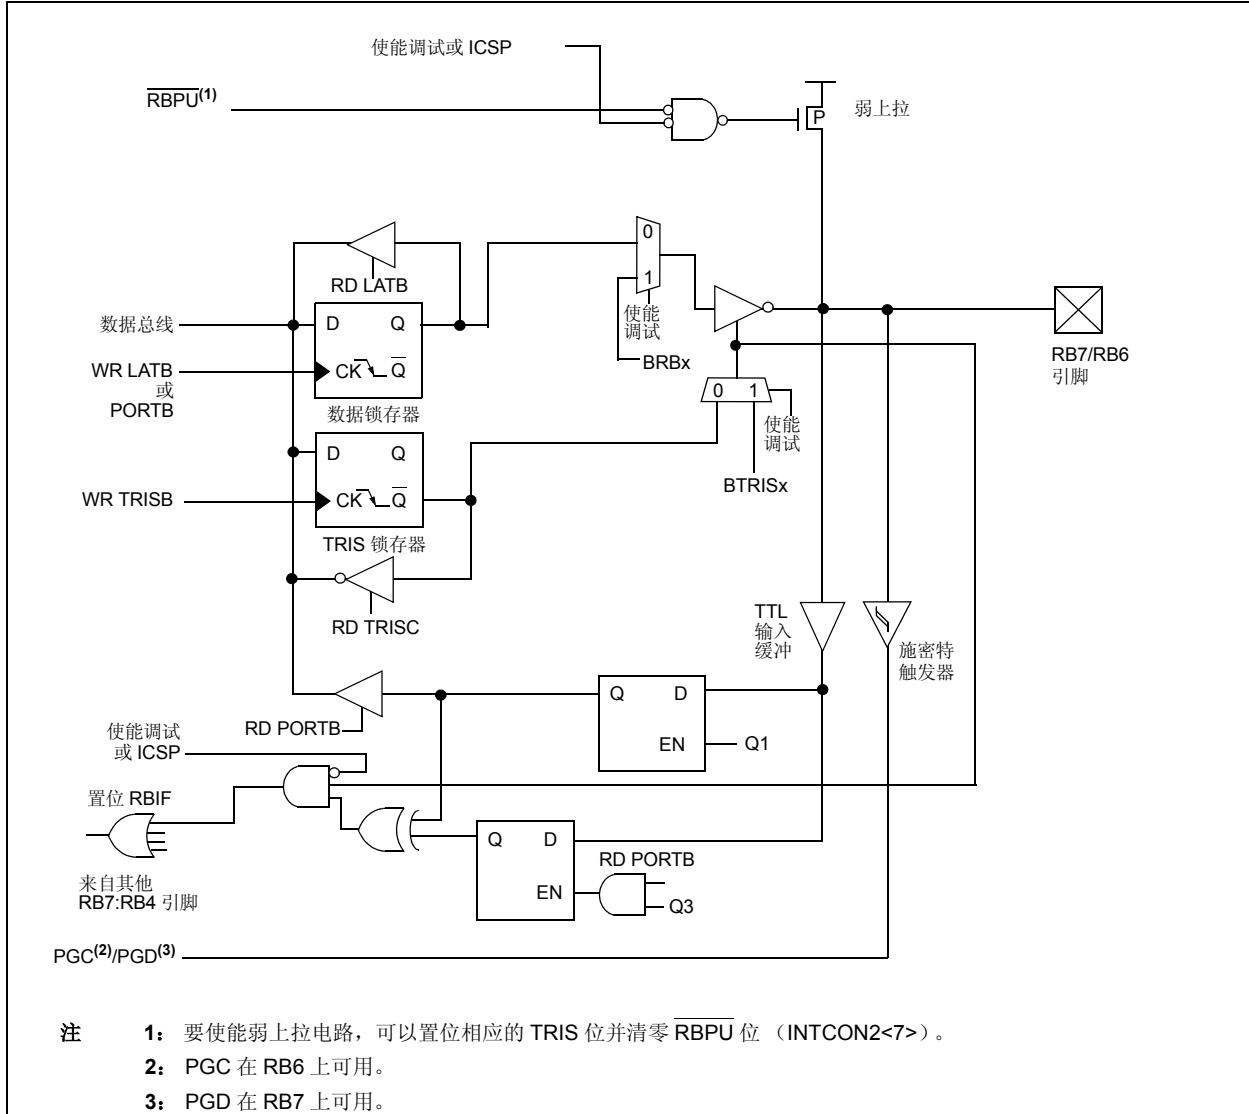 使能调试或 ICSP
RBPU(1)
弱上拉
P
0
1
RD LATB
使能
调试
数据总线
D Q
WR LATB
或
PORTB
CK Q
BRBx
RB7/RB6
引脚
0 1
数据锁存器
使能
调试
D Q
BTRISx
WR TRISB
CK Q
TRIS 锁存器
RD TRISC
TTL
输入
缓冲
施密特
触发器
Q D
RD PORTB
EN
Q1
使能调试
或 ICSP
置位 RBIF
Q D
RD PORTB
EN
Q3
来自其他
RB7:RB4 引脚
PGC(2)/PGD(3)
注 1: 要使能弱上拉电路，可以置位相应的 TRIS 位并清零 RBPU 位 （INTCON2<7>）。
2: PGC 在 RB6 上可用。
3: PGD 在 RB7 上可用。